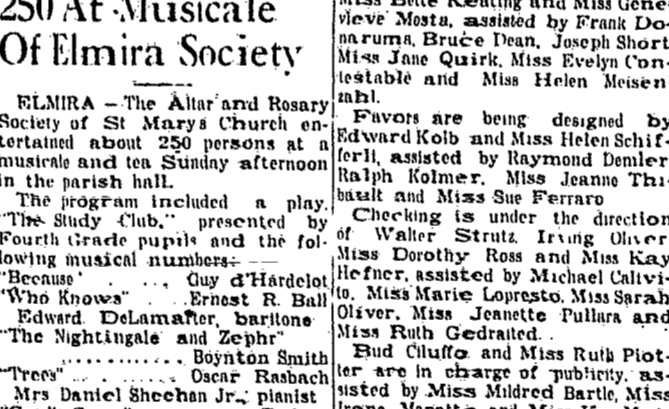 250 At Musicale
Of Elmira Society
ELMIRA — The Altar and Rosary
Society of St Marys Church en-
tertained about 250 persons at a
musicale and tea Sunday afternoon
in the parish hall.
The program included a play,
"The Study Club," presented by
Fourth Grade pupils and the fol-
lowing musical numbers:
"Because' . . . . , Guy d'Hardelot
"Who Knows" . . Ernest R. Ball
Edward DeLamafter, baritone
"The Nightingale and Zephr"
. . . . . . . . . . . . Boynton Smith
"Trees" . . . . . . . Oscar Rasbach
Mrs Daniel Sheehan Jr., pianist
Miss Bette Keating and Miss Gene-
vieve Mosta, assisted by Frank Do-
naruma, Bruce Dean, Joseph Short
Miss Jane Quirk, Miss Evelyn Con-
testable and Miss Helen Meisen
zahl.
Favors are being designed by
Edward Kolb and Miss Helen Schif-
ferli, assisted by Raymond Demler
Ralph Kolmer, Miss Jeanne Thi-
bault and Miss Sue Ferraro
Checking is under the direction
of Walter Strutz, Irving Oliver
Miss Dorothy Ross and Miss Kay
Hefner, assisted by Michael Calivi-
to, Miss Marie Lopresto, Miss Sarah
Oliver, Miss Jeanette Pullara and
Miss Ruth Gedraited. .
Bud Ciluffo and Miss Ruth Piot-
ter are in charge of publicity, as-
sisted by Miss Mildred Bartle, Miss